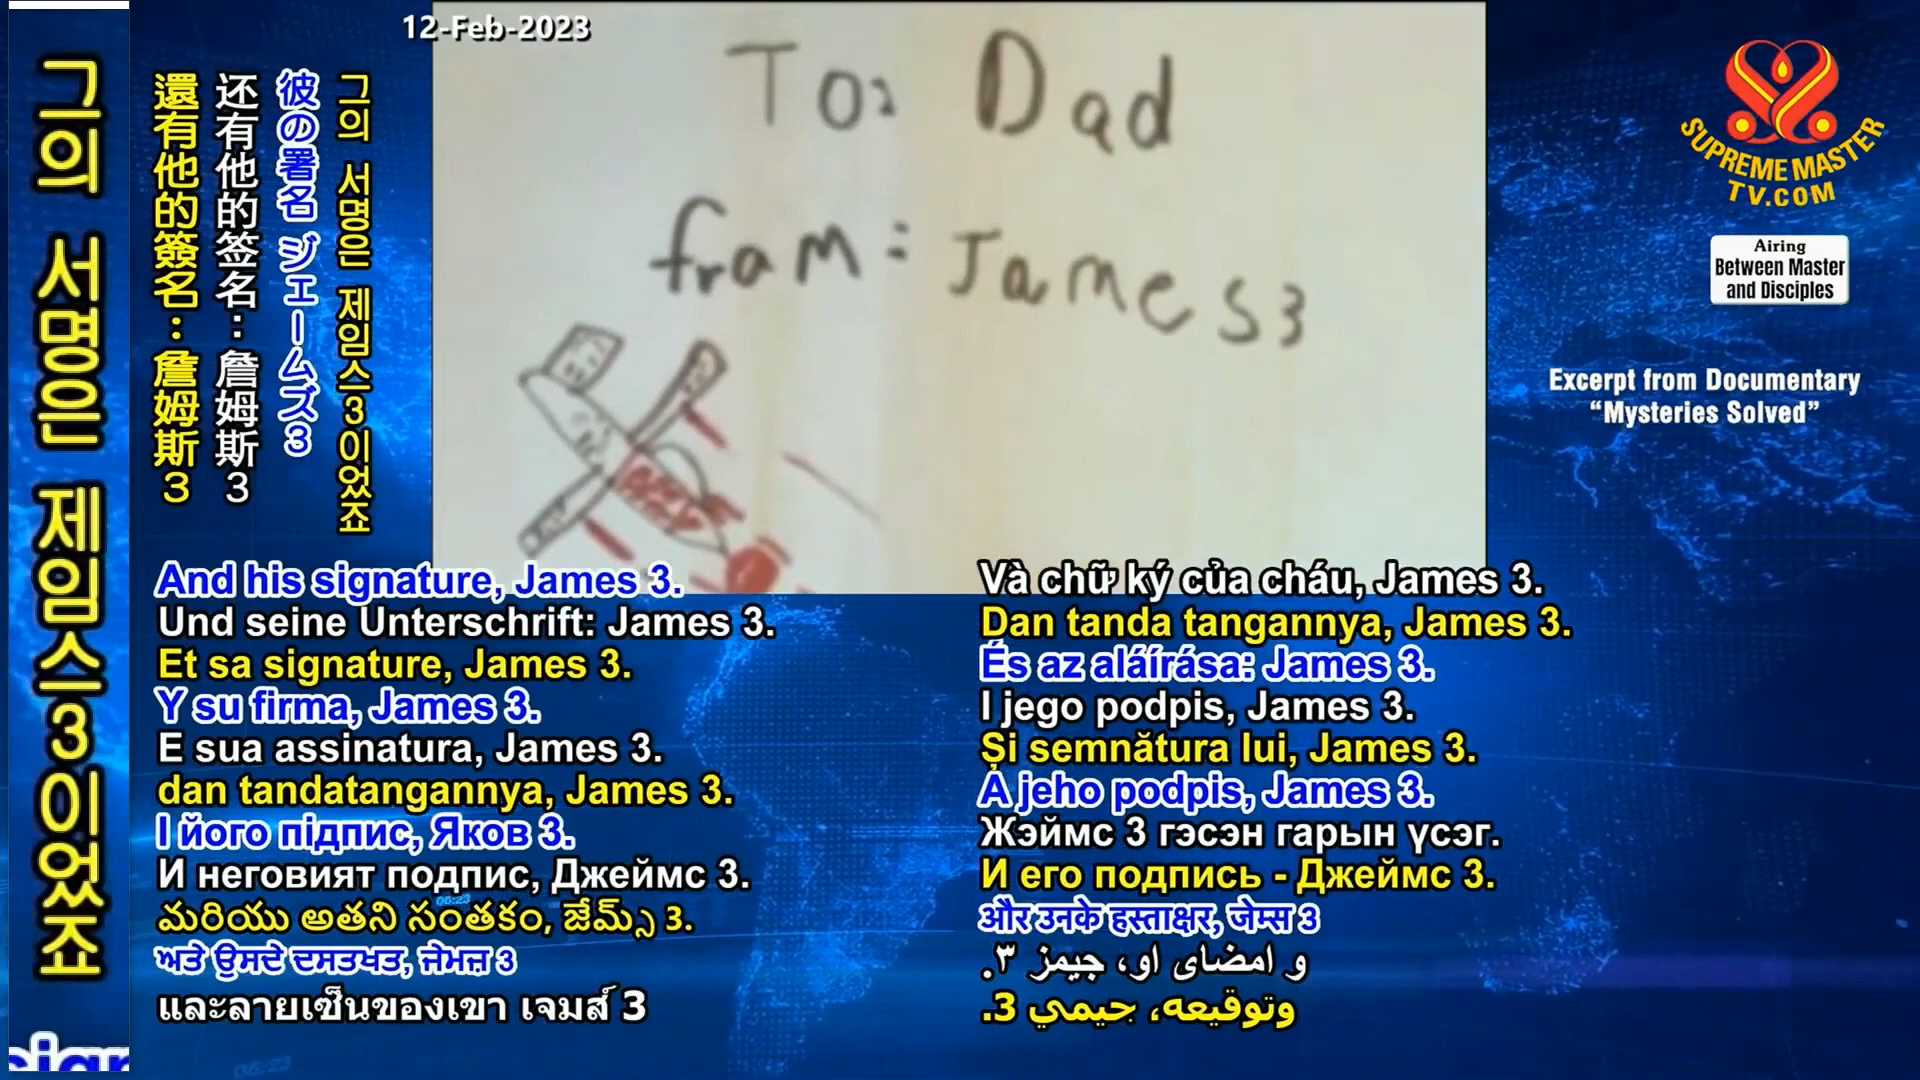 12-Feb-2023
그의 서명은 제임스3이었죠
還有他的簽名：詹姆斯3
还有他的签名：詹姆斯3
彼の署名 ジェームズ3
그의 서명은 제임스3이었죠
To: Dad
fram: James 3
SUPREME MASTER
TV.COM
Airing
Between Master
and Disciples
Excerpt from Documentary
“Mysteries Solved”
And his signature, James 3.
Und seine Unterschrift: James 3.
Et sa signature, James 3.
Y su firma, James 3.
E sua assinatura, James 3.
dan tandatangannya, James 3.
І його підпис, Яков 3.
И неговият подпис, Джеймс 3.
మరియు అతని సంతకం, జేమ్స్ 3.
ਅਤੇ ਉਸਦੇ ਦਸਤਖਤ, ਜੇਮਜ਼ 3
และลายเซ็นของเขา เจมส์ 3
Và chữ ký của cháu, James 3.
Dan tanda tangannya, James 3.
És az aláírása: James 3.
I jego podpis, James 3.
Și semnătura lui, James 3.
A jeho podpis, James 3.
Жэймс 3 гэсэн гарын үсэг.
И его подпись - Джеймс 3.
और उनके हस्ताक्षर, जेम्स 3
و امضای او، جیمز ۳.
وتوقيعه، جيمي 3.